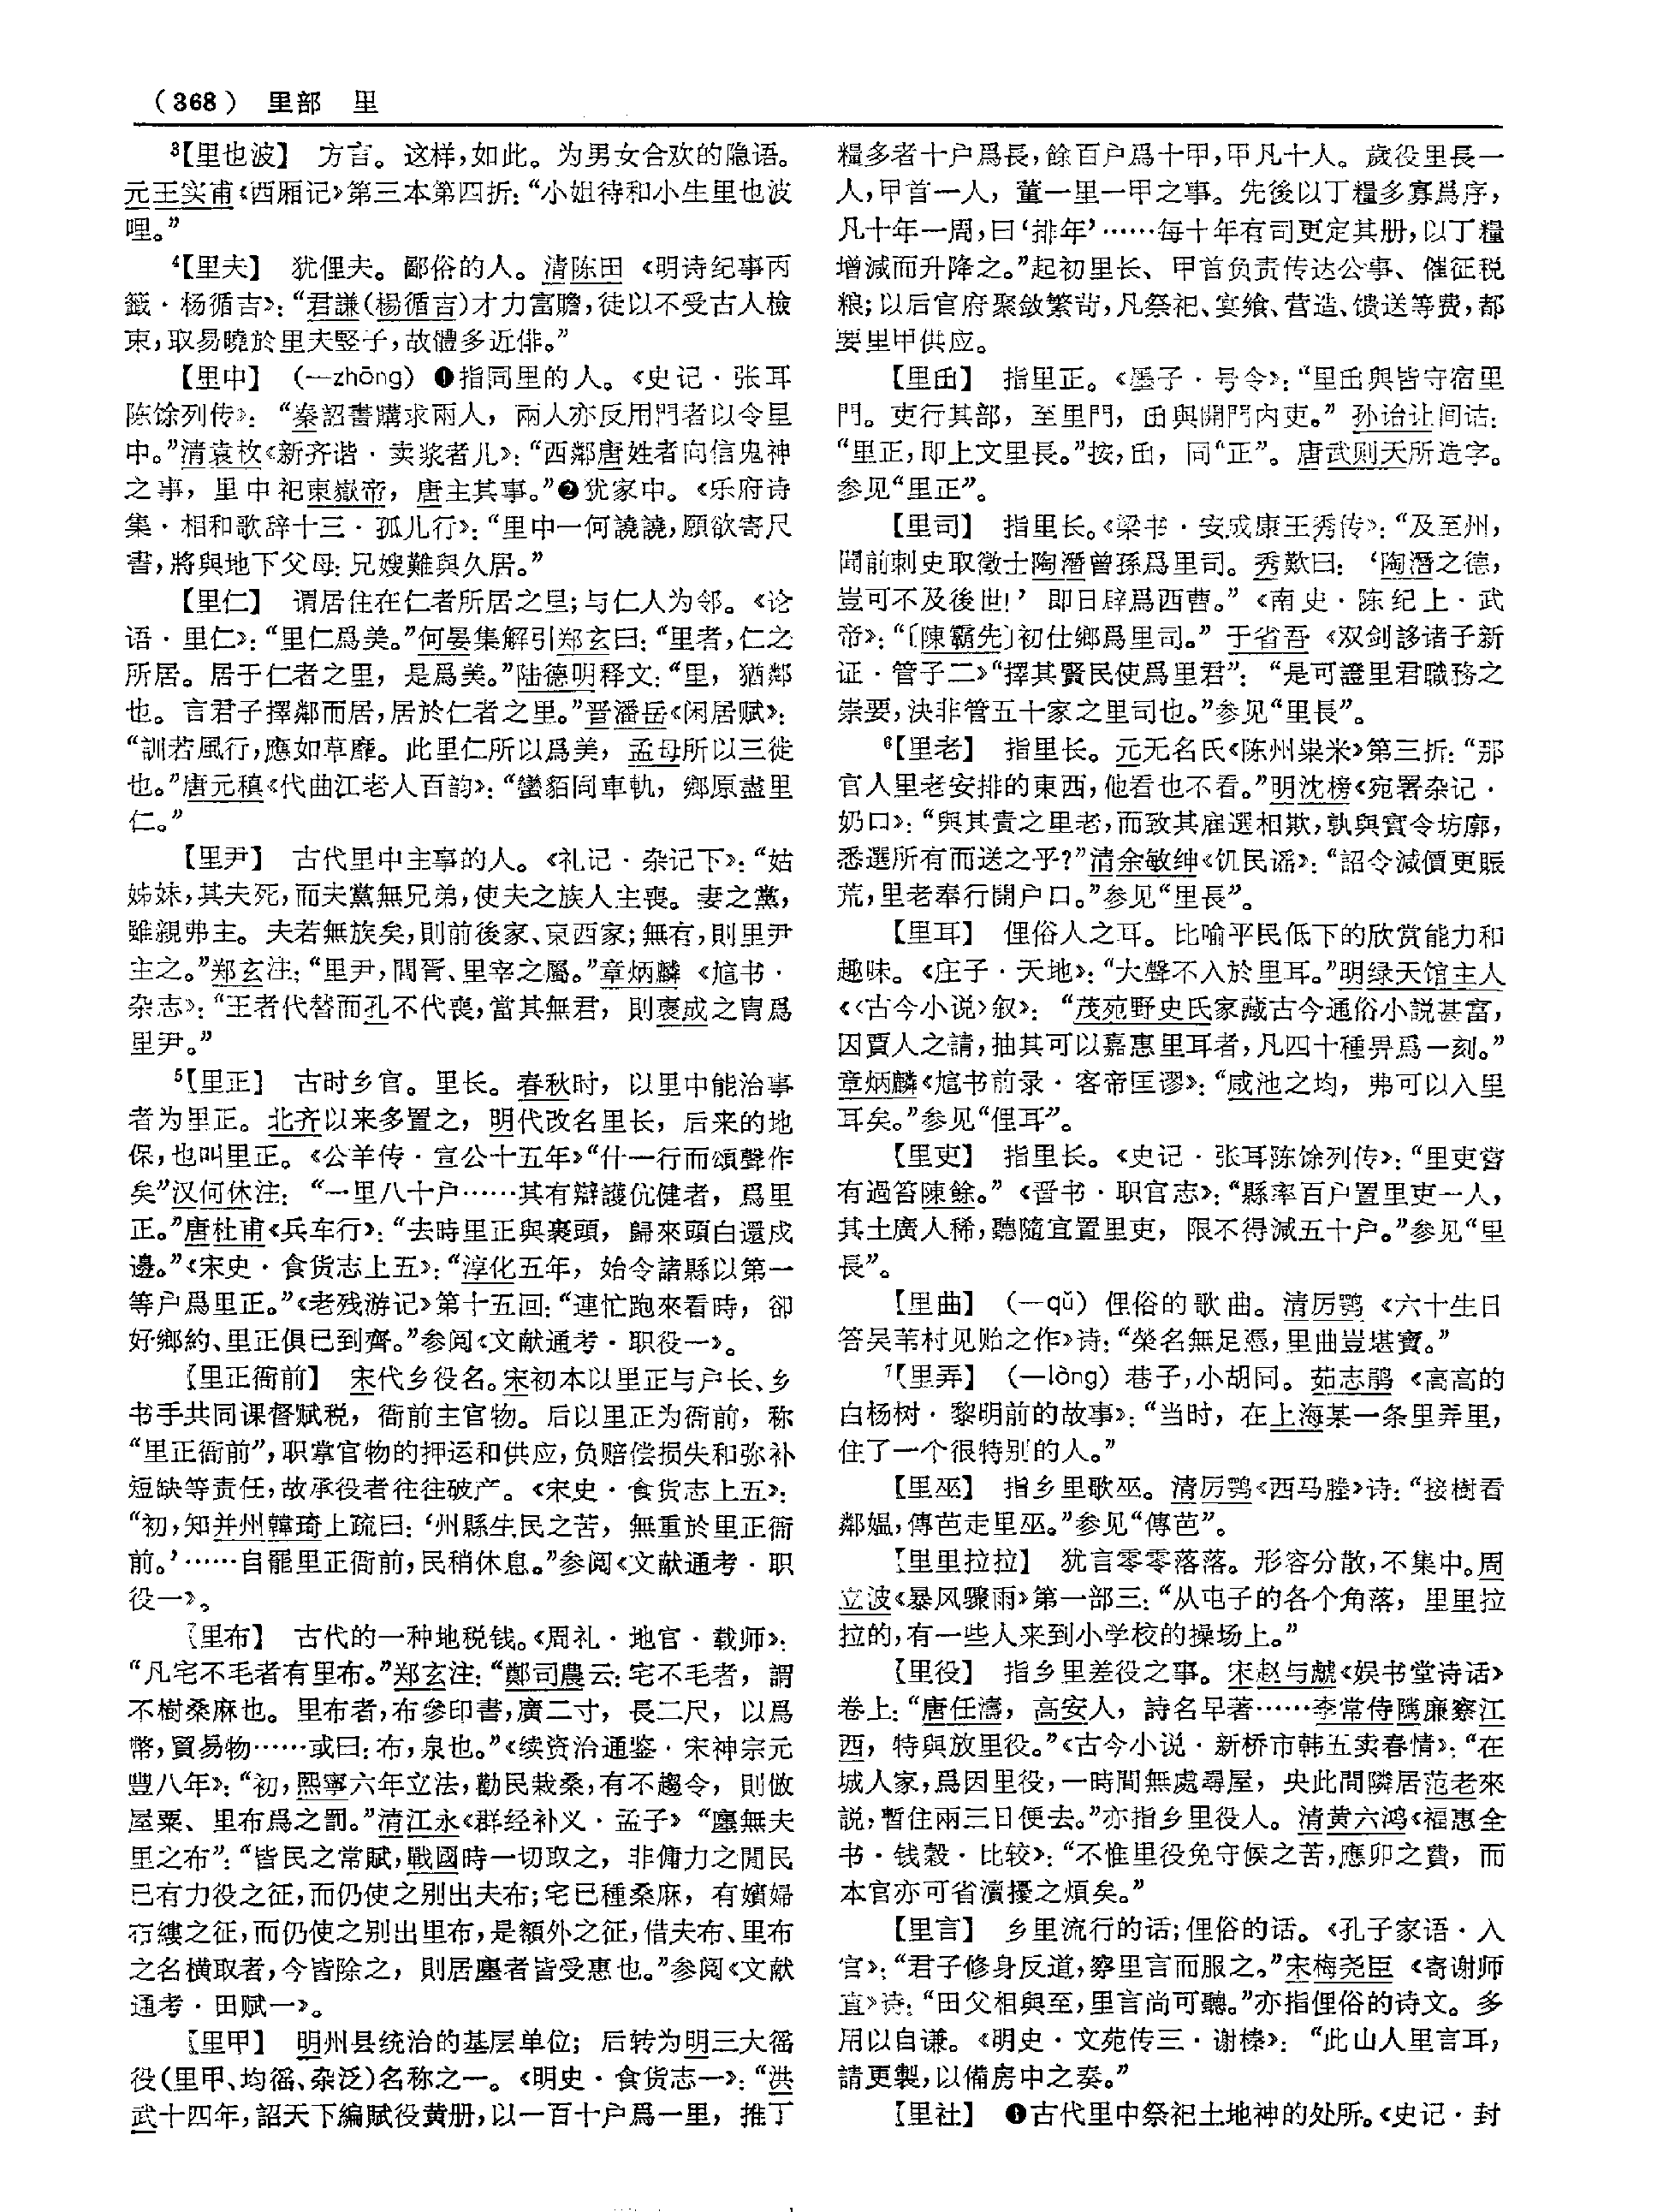 （368） 里部 里
³【里也波】 方言。这样，如此。为男女合欢的隐语。
元王实甫《西厢记》第三本第四折：“小姐待和小生里也波
哩。”
⁴【里夫】 犹俚夫。鄙俗的人。清陈田《明诗纪事丙
籤·杨循吉》：“君謙（楊循吉）才力富贍，徒以不受古人檢
束，取易曉於里夫竪子，故體多近俳。”
【里中】 （—zhōng）❶指同里的人。《史记·张耳
陈馀列传》：“秦詔書購求兩人，兩人亦反用門者以令里
中。”清袁枚《新齐谐·卖浆者儿》：“西鄰唐姓者向信鬼神
之事，里中祀東嶽帝，唐主其事。”❷犹家中。《乐府诗
集·相和歌辞十三·孤儿行》：“里中一何譊譊，願欲寄尺
書，將與地下父母：兄嫂難與久居。”
【里仁】 谓居住在仁者所居之里；与仁人为邻。《论
语·里仁》：“里仁爲美。”何晏集解引郑玄曰：“里者，仁之
所居。居于仁者之里，是爲美。”陆德明释文：“里，猶鄰
也。言君子擇鄰而居，居於仁者之里。”晋潘岳《闲居赋》：
“訓若風行，應如草靡。此里仁所以爲美，孟母所以三徙
也。”唐元稹《代曲江老人百韵》：“蠻貊同車軌，鄉原盡里
仁。”
【里尹】 古代里中主事的人。《礼记·杂记下》：“姑
姊妹，其夫死，而夫黨無兄弟，使夫之族人主喪。妻之黨，
雖親弗主。夫若無族矣，則前後家、東西家；無有，則里尹
主之。”郑玄注：“里尹，閭胥、里宰之屬。”章炳麟《訄书·
杂志》：“王者代替而孔不代喪，當其無君，則褒成之胄爲
里尹。”
⁵【里正】 古时乡官。里长。春秋时，以里中能治事
者为里正。北齐以来多置之，明代改名里长，后来的地
保，也叫里正。《公羊传·宣公十五年》“什一行而頌聲作
矣”汉何休注：“一里八十户……其有辯護伉健者，爲里
正。”唐杜甫《兵车行》：“去時里正與裹頭，歸來頭白還戍
邊。”《宋史·食货志上五》：“淳化五年，始令諸縣以第一
等户爲里正。”《老残游记》第十五回：“連忙跑來看時，卻
好鄉約、里正俱已到齊。”参阅《文献通考·职役一》。
【里正衙前】 宋代乡役名。宋初本以里正与户长、乡
书手共同课督赋税，衙前主官物。后以里正为衙前，称
“里正衙前”，职掌官物的押运和供应，负赔偿损失和弥补
短缺等责任，故承役者往往破产。《宋史·食货志上五》：
“初，知并州韓琦上疏曰：‘州縣生民之苦，無重於里正衙
前。’……自罷里正衙前，民稍休息。”参阅《文献通考·职
役一》。
【里布】 古代的一种地税钱。《周礼·地官·载师》：
“凡宅不毛者有里布。”郑玄注：“鄭司農云：宅不毛者，謂
不樹桑麻也。里布者，布參印書，廣二寸，長二尺，以爲
幣，貿易物……或曰：布，泉也。”《续资治通鉴·宋神宗元
豐八年》：“初，熙寧六年立法，勸民栽桑，有不趨令，則倣
屋粟、里布爲之罰。”清江永《群经补义·孟子》“廛無夫
里之布”：“皆民之常賦，戰國時一切取之，非傭力之閒民
已有力役之征，而仍使之别出夫布；宅已種桑麻，有嬪婦
布縷之征，而仍使之别出里布，是額外之征，借夫布、里布
之名横取者，今皆除之，則居廛者皆受惠也。”参阅《文献
通考·田赋一》。
【里甲】 明州县统治的基层单位；后转为明三大徭
役（里甲、均徭、杂泛）名称之一。《明史·食货志一》：“洪
武十四年，詔天下編賦役黄册，以一百十户爲一里，推丁
糧多者十户爲長，餘百户爲十甲，甲凡十人。歲役里長一
人，甲首一人，董一里一甲之事。先後以丁糧多寡爲序，
凡十年一周，曰‘排年’……每十年有司更定其册，以丁糧
增減而升降之。”起初里长、甲首负责传达公事、催征税
粮；以后官府聚敛繁苛，凡祭祀、宴飨、营造、馈送等费，都
要里甲供应。
【里𠙺】 指里正。《墨子·号令》：“里𠙺與皆守宿里
門。吏行其部，至里門，𠙺與開門内吏。”孙诒让间诂：
“里正，即上文里長。”按，𠙺，同“正”。唐武则天所造字。
参见“里正”。
【里司】 指里长。《梁书·安成康王秀传》：“及至州，
聞前刺史取徵士陶潛曾孫爲里司。秀歎曰：‘陶潛之德，
豈可不及後世！’即日辟爲西曹。”《南史·陈纪上·武
帝》：“〔陳霸先〕初仕鄉爲里司。”于省吾《双剑誃诸子新
证·管子二》“擇其賢民使爲里君”：“是可證里君職務之
崇要，決非管五十家之里司也。”参见“里長”。
⁶【里老】 指里长。元无名氏《陈州粜米》第三折：“那
官人里老安排的東西，他看也不看。”明沈榜《宛署杂记·
奶口》：“與其責之里老，而致其雇選相欺，孰與實令坊廓，
悉選所有而送之乎？”清余敏绅《饥民谣》：“詔令減價更賑
荒，里老奉行開户口。”参见“里長”。
【里耳】 俚俗人之耳。比喻平民低下的欣赏能力和
趣味。《庄子·天地》：“大聲不入於里耳。”明绿天馆主人
《〈古今小说〉叙》：“茂苑野史氏家藏古今通俗小説甚富，
因賈人之請，抽其可以嘉惠里耳者，凡四十種畀爲一刻。”
章炳麟《訄书前录·客帝匡谬》：“咸池之均，弗可以入里
耳矣。”参见“俚耳”。
【里吏】 指里长。《史记·张耳陈馀列传》：“里吏嘗
有過笞陳餘。”《晋书·职官志》：“縣率百户置里吏一人，
其土廣人稀，聽隨宜置里吏，限不得減五十户。”参见“里
長”。
【里曲】 （—qǔ）俚俗的歌曲。清厉鹗《六十生日
答吴苇村见贻之作》诗：“榮名無足慿，里曲豈堪寶。”
⁷【里弄】 （—lòng）巷子，小胡同。茹志鹃《高高的
白杨树·黎明前的故事》：“当时，在上海某一条里弄里，
住了一个很特别的人。”
【里巫】 指乡里歌巫。清厉鹗《西马塍》诗：“接樹看
鄰媪，傳芭走里巫。”参见“傳芭”。
【里里拉拉】 犹言零零落落。形容分散，不集中。周
立波《暴风骤雨》第一部三：“从屯子的各个角落，里里拉
拉的，有一些人来到小学校的操场上。”
【里役】 指乡里差役之事。宋赵与虤《娱书堂诗话》
卷上：“唐任濤，高安人，詩名早著……李常侍隲廉察江
西，特與放里役。”《古今小说·新桥市韩五卖春情》：“在
城人家，爲因里役，一時間無處尋屋，央此間隣居范老來
説，暫住兩三日便去。”亦指乡里役人。清黄六鸿《福惠全
书·钱穀·比较》：“不惟里役免守候之苦，應卯之費，而
本官亦可省瀆擾之煩矣。”
【里言】 乡里流行的话；俚俗的话。《孔子家语·入
官》：“君子修身反道，察里言而服之。”宋梅尧臣《寄谢师
直》诗：“田父相與至，里言尚可聽。”亦指俚俗的诗文。多
用以自谦。《明史·文苑传三·谢榛》：“此山人里言耳，
請更製，以備房中之奏。”
【里社】 ❶古代里中祭祀土地神的处所。《史记·封